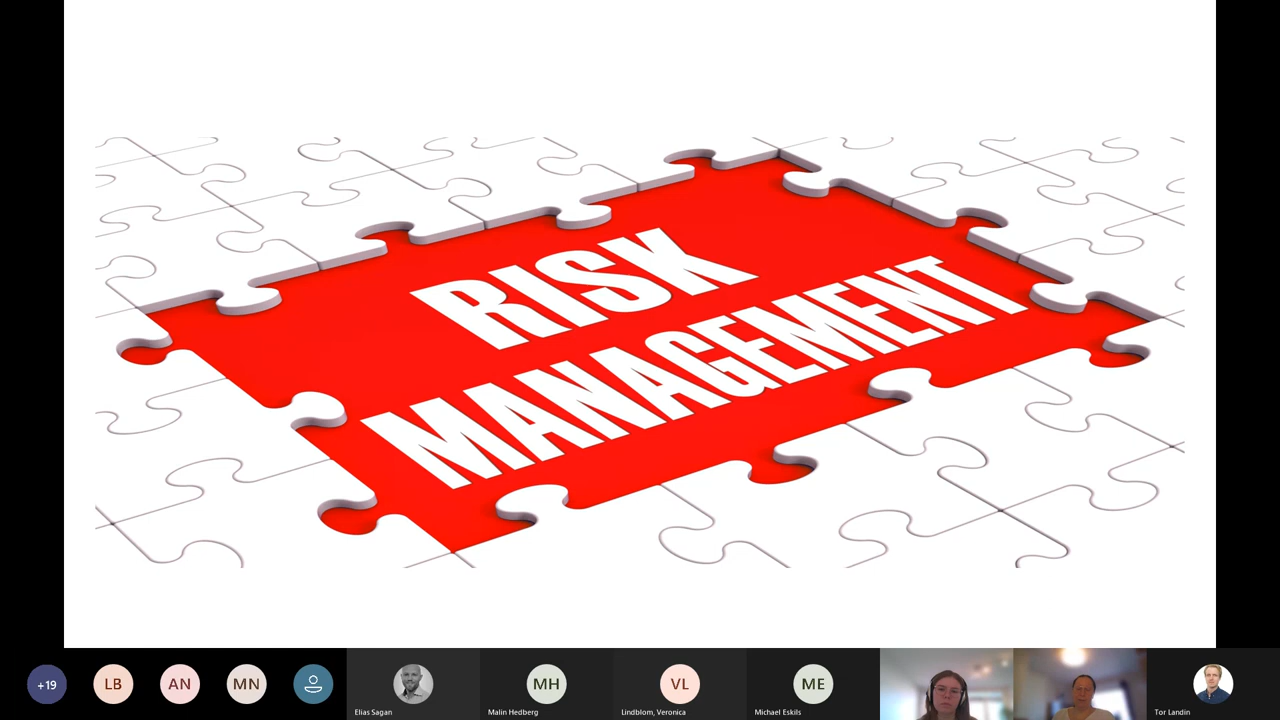 RISK
MANAGEMENT
+19
LB
AN
MN
MH
VL
ME
Elias Sagan
Malin Hedberg
Lindblom, Veronica
Michael Eskils
Tor Landin